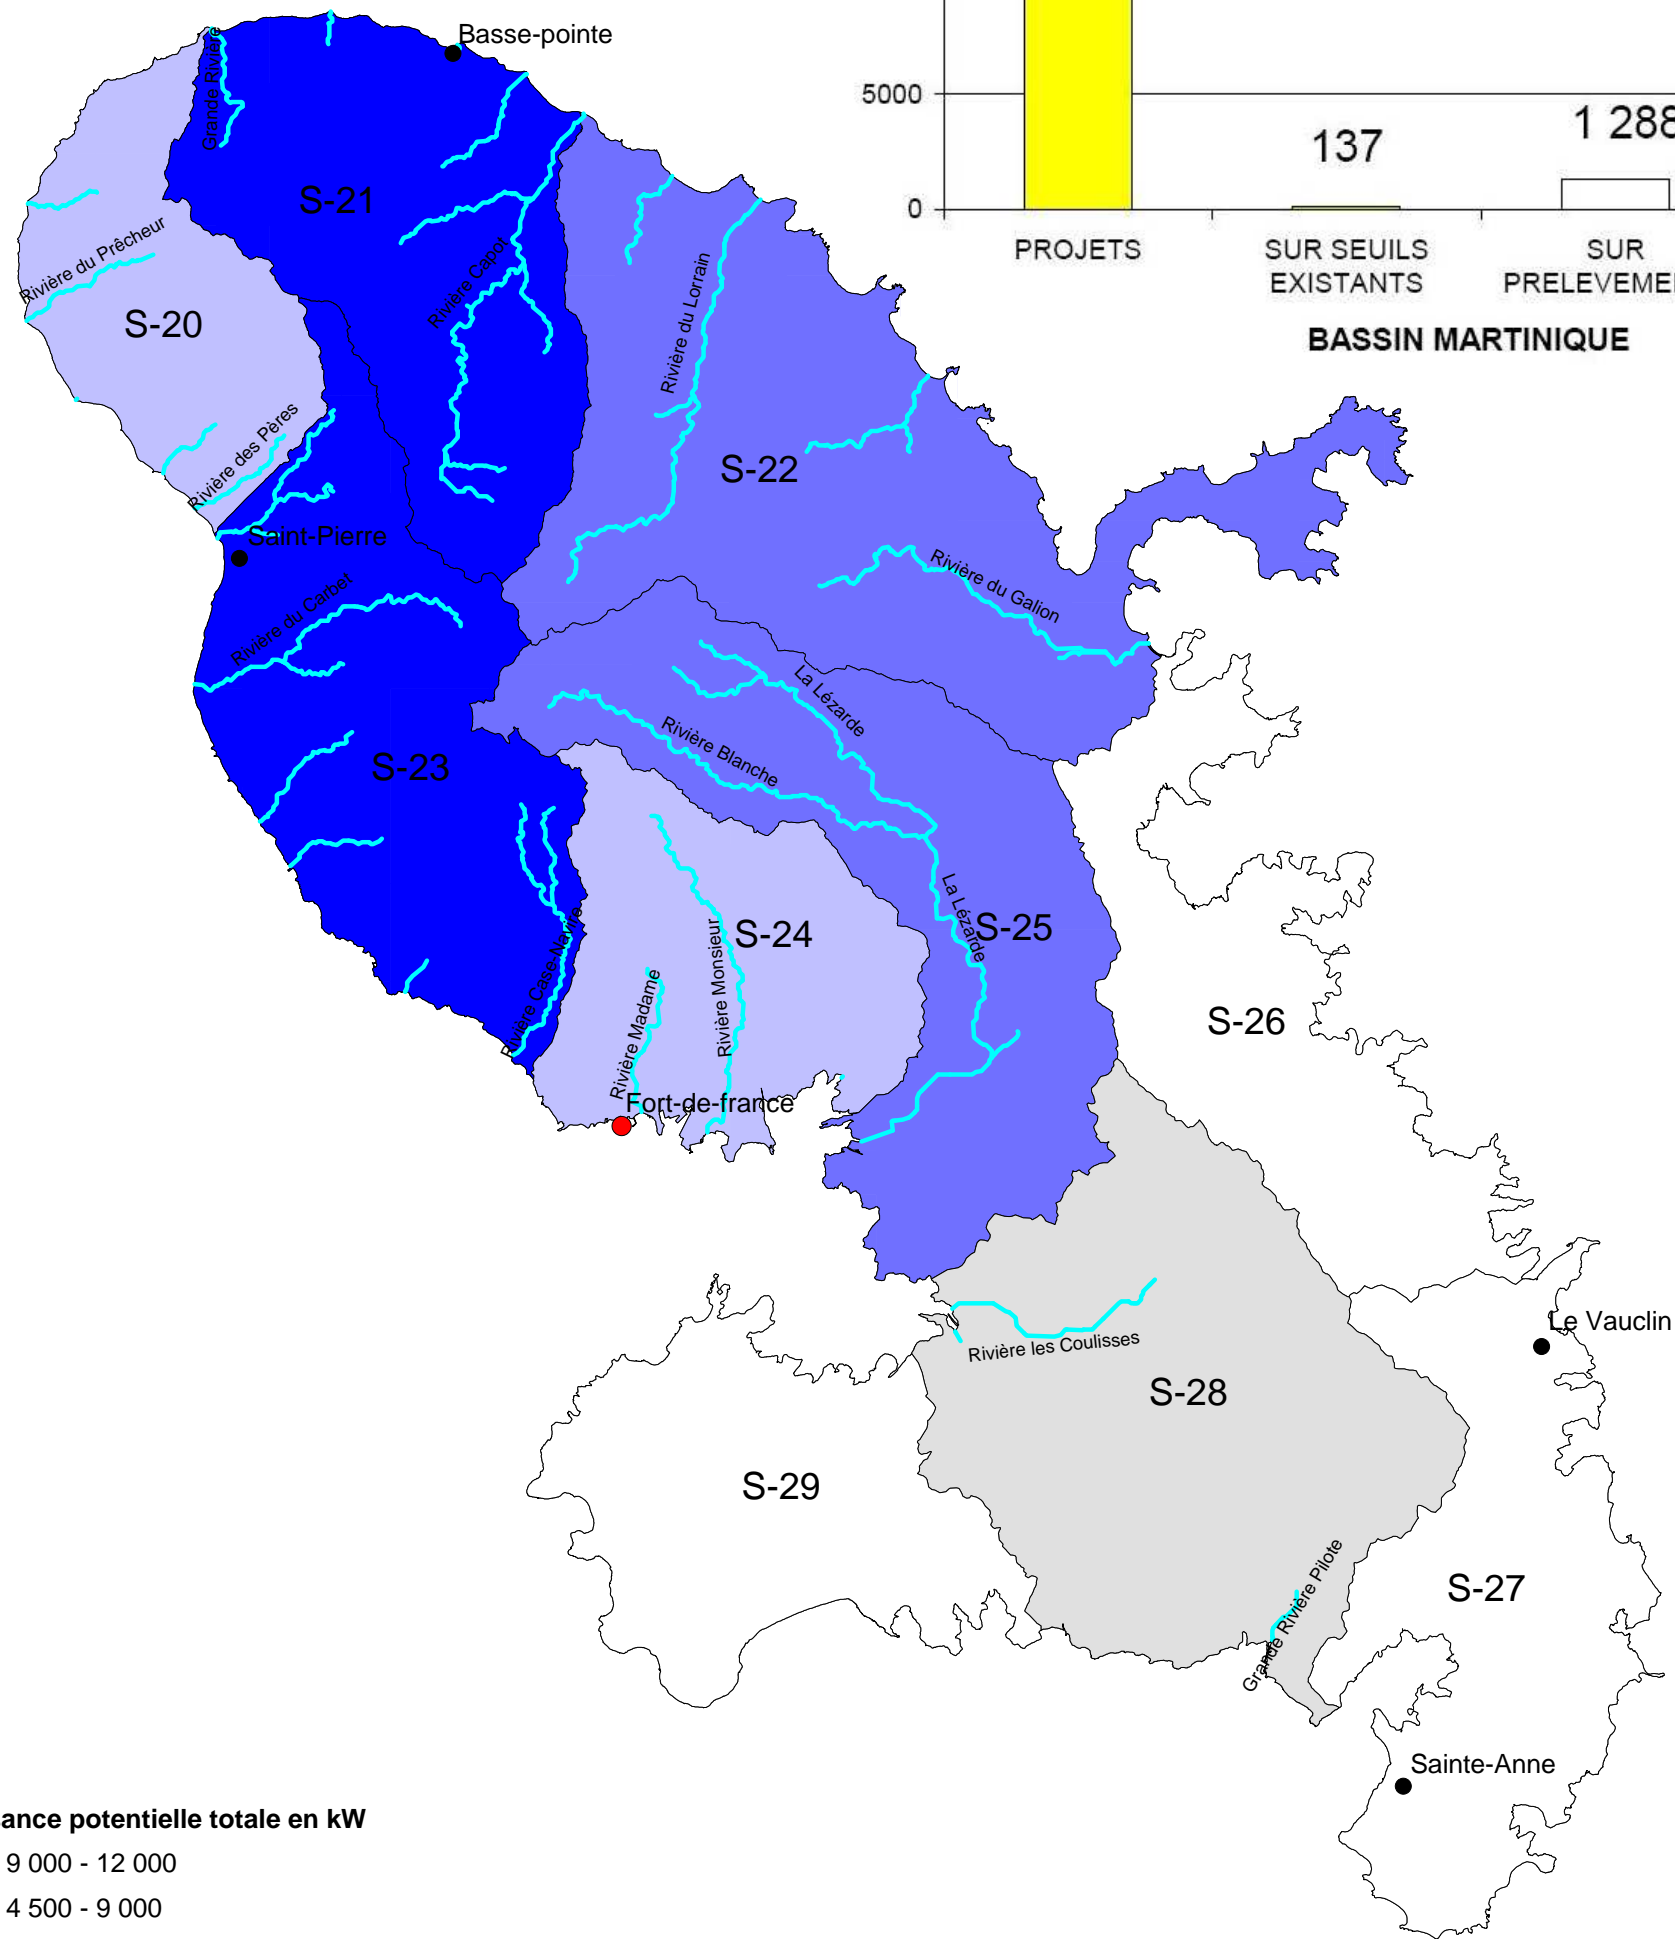 Basse-pointe
Grande Rivière
5000
137
0
PROJETS
SUR SEUILS
EXISTANTS
SUR
BASSIN MARTINIQUE
S-21
Rivière du Prêcheur
S-20
Rivière Capot
Rivière du Lorrain
S-22
Rivière des Pères
Saint-Pierre
Rivière du Carbet
Rivière du Galion
La Lézarde
Rivière Blanche
S-23
La Lézarde
S-24
S-25
Rivière Case-Navire
Rivière Monsieur
Rivière Madame
S-26
Fort-de-france
Le Vauclin
Rivière les Coulisses
S-28
S-29
Grande Rivière Pilote
S-27
Sainte-Anne
potentielle totale en kW
9 000 - 12 000
4 500 - 9 000